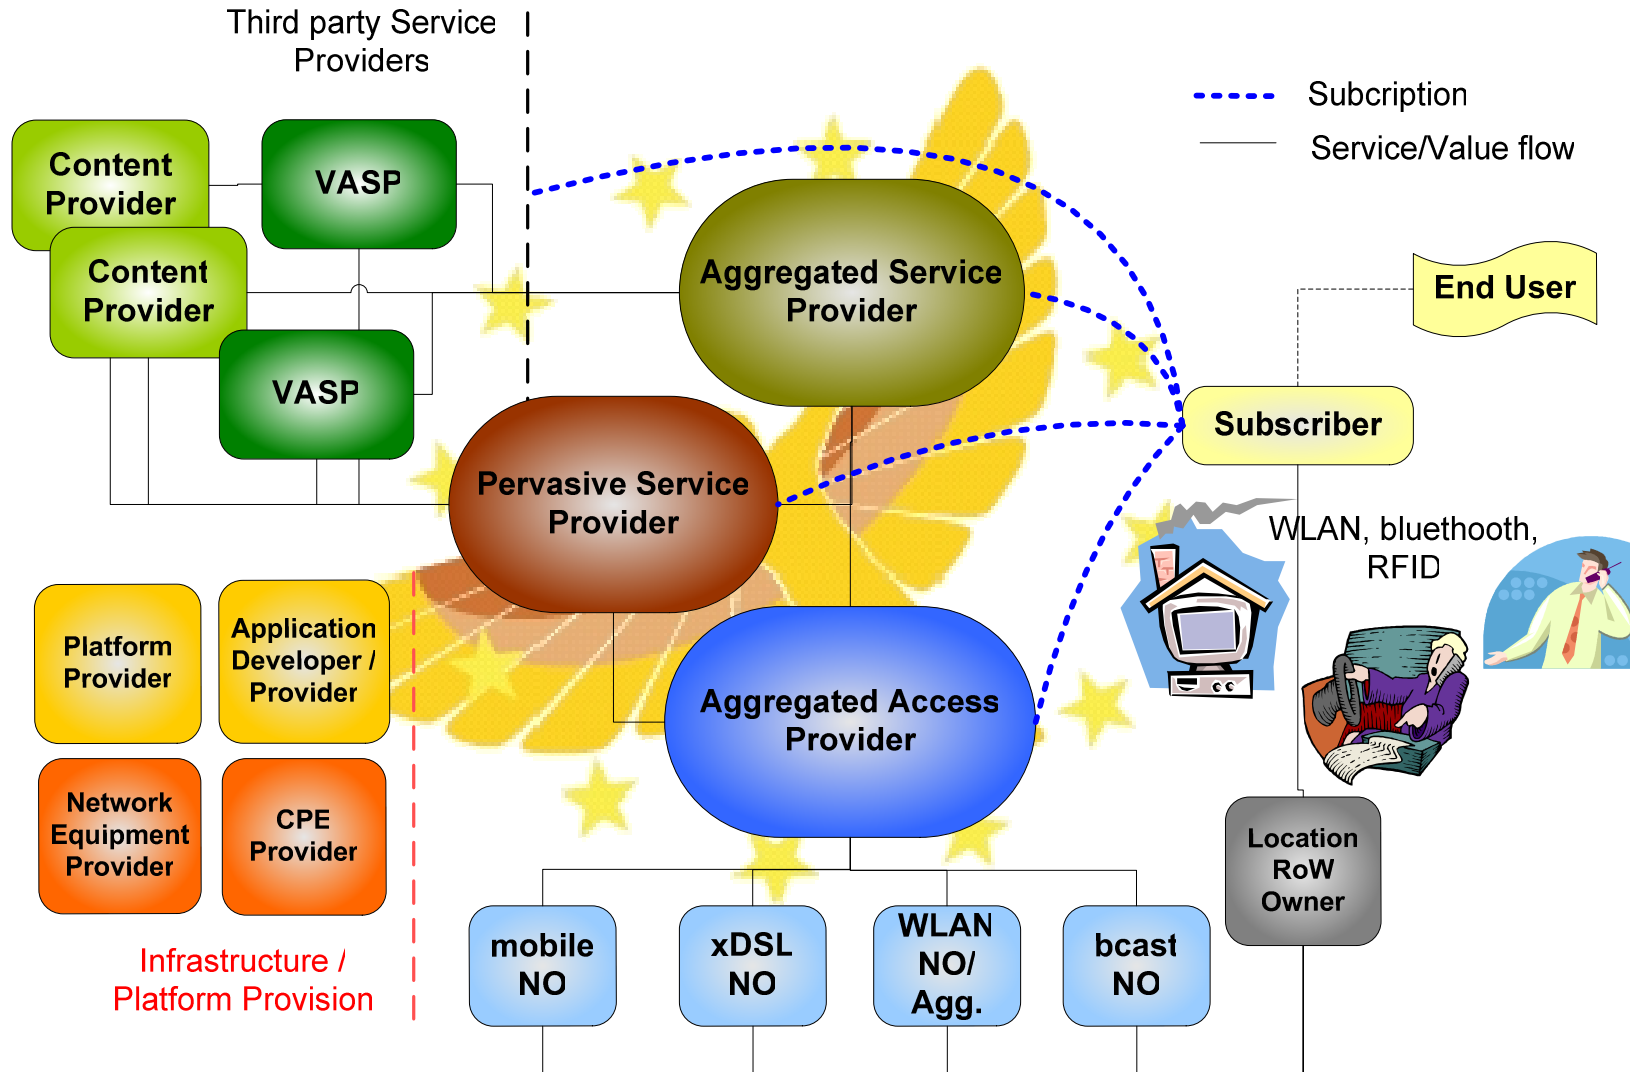 Third party Service
Providers
Subcription
Service/Value flow
Content
Provider
VASP
Content
Provider
VASP
Aggregated Service
Provider
End User
Subscriber
Pervasive Service
Provider
WLAN, bluethooth,
RFID
Platform
Provider
Application
Developer /
Provider
Aggregated Access
Provider
Network
Equipment
Provider
CPE
Provider
Location
RoW
Owner
Infrastructure /
Platform Provision
mobile
NO
xDSL
NO
WLAN
NO/
Agg.
bcast
NO